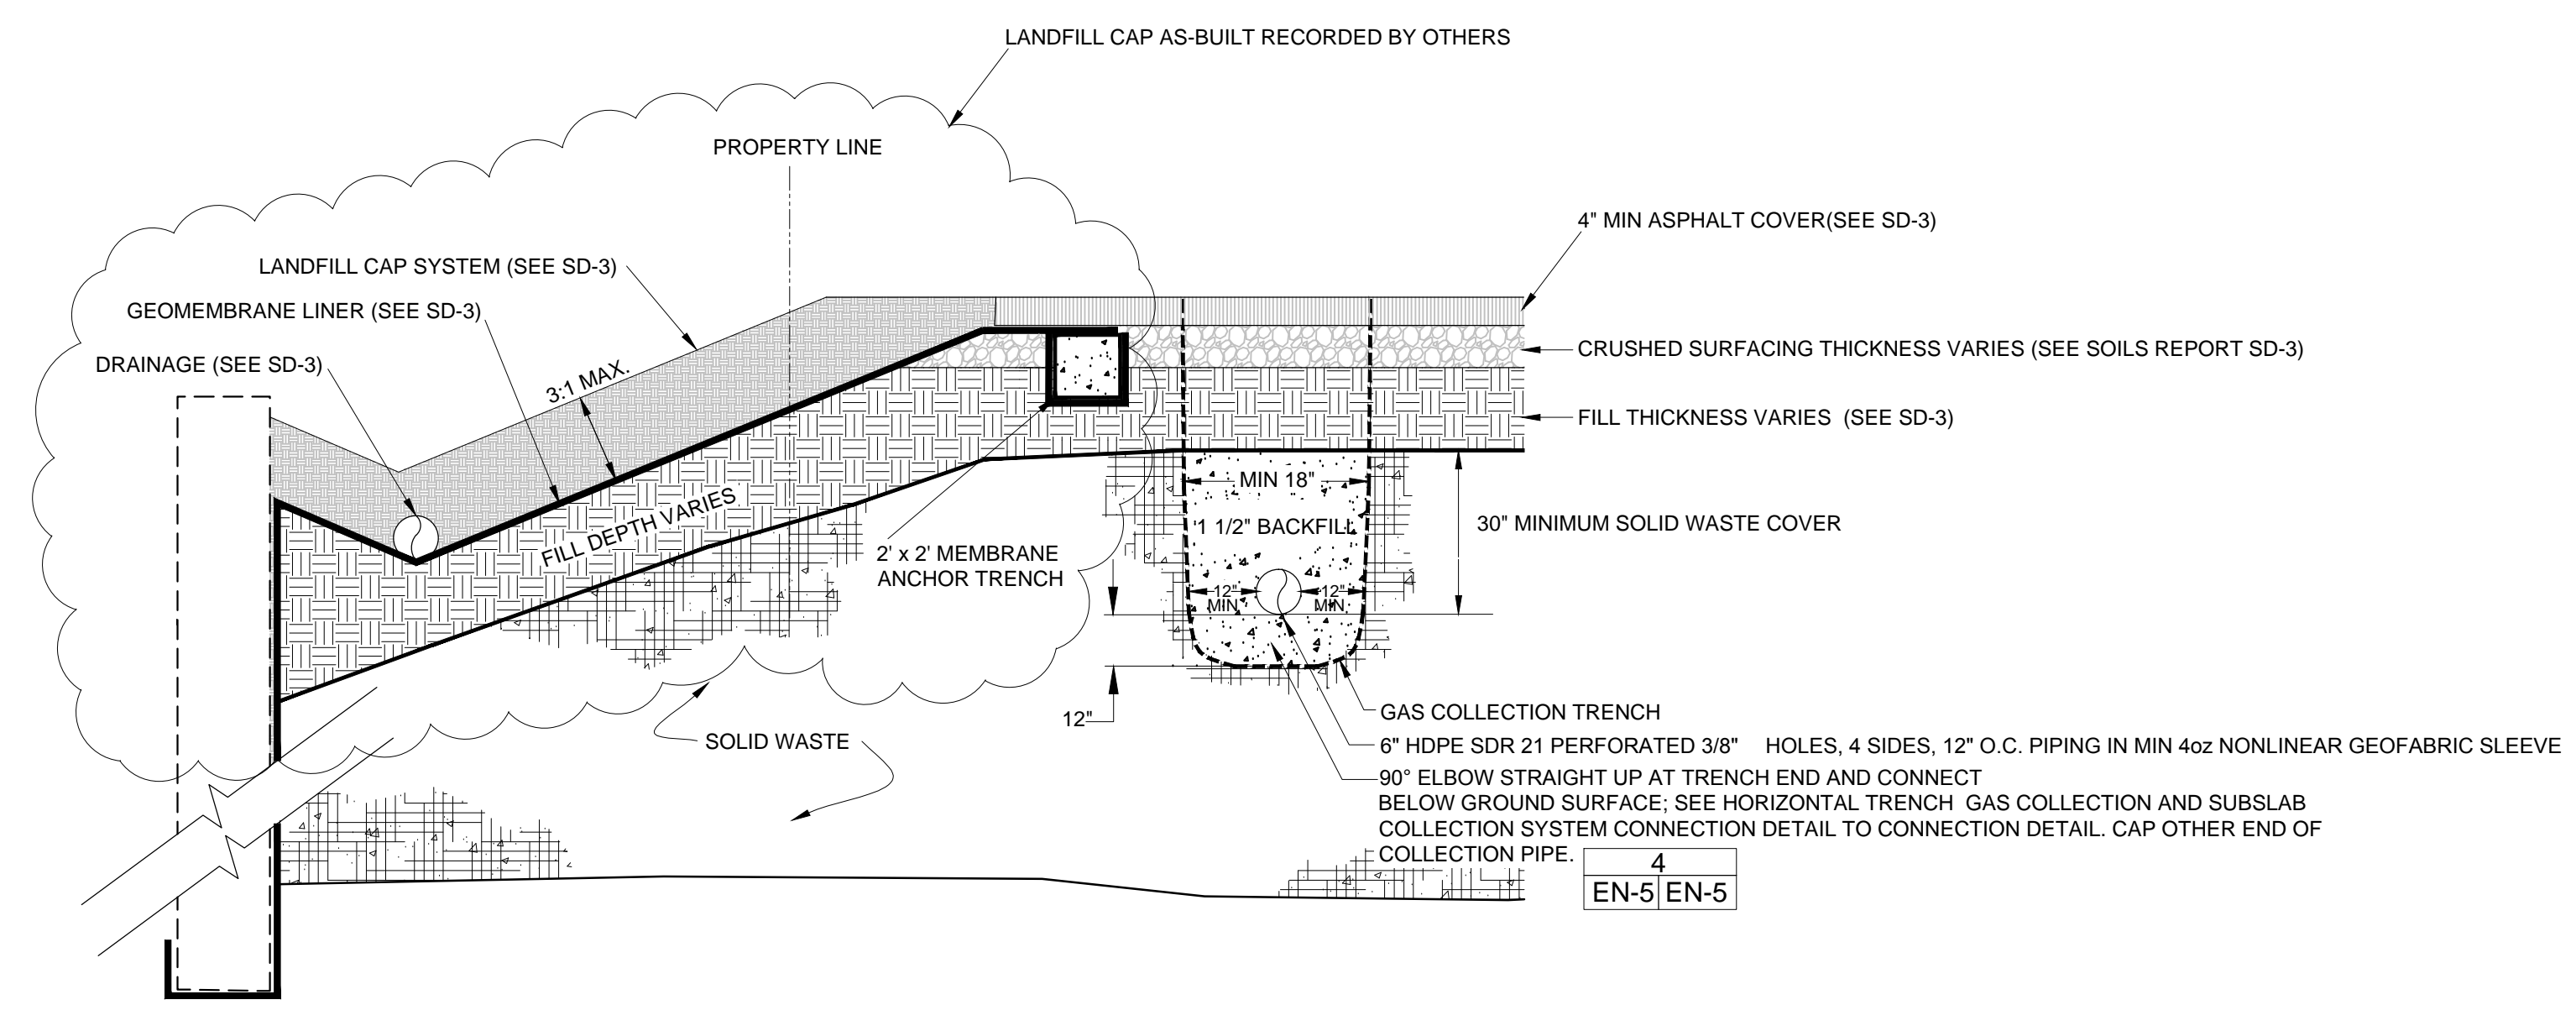 LANDFILL CAP AS-BUILT RECORDED BY OTHERS
PROPERTY LINE
4" MIN ASPHALT COVER(SEE SD-3)
LANDFILL CAP SYSTEM (SEE SD-3)
GEOMEMBRANE LINER (SEE SD-3)
DRAINAGE (SEE SD-3)
3:1 MAX.
CRUSHED SURFACING THICKNESS VARIES (SEE SOILS REPORT SD-3)
FILL THICKNESS VARIES (SEE SD-3)
MIN 18"
1 1/2" BACKFILL
30" MINIMUM SOLID WASTE COVER
FILL DEPTH VARIES
2' x 2' MEMBRANE
ANCHOR TRENCH
12"
MIN
12"
MIN
12"
GAS COLLECTION TRENCH
SOLID WASTE
6" HDPE SDR 21 PERFORATED 3/8" HOLES, 4 SIDES, 12" O.C. PIPING IN MIN 4oz NONLINEAR GEOFABRIC SLEEVE
90° ELBOW STRAIGHT UP AT TRENCH END AND CONNECT
BELOW GROUND SURFACE; SEE HORIZONTAL TRENCH GAS COLLECTION AND SUBSLAB
COLLECTION SYSTEM CONNECTION DETAIL TO CONNECTION DETAIL. CAP OTHER END OF
COLLECTION PIPE.
4
EN-5 EN-5